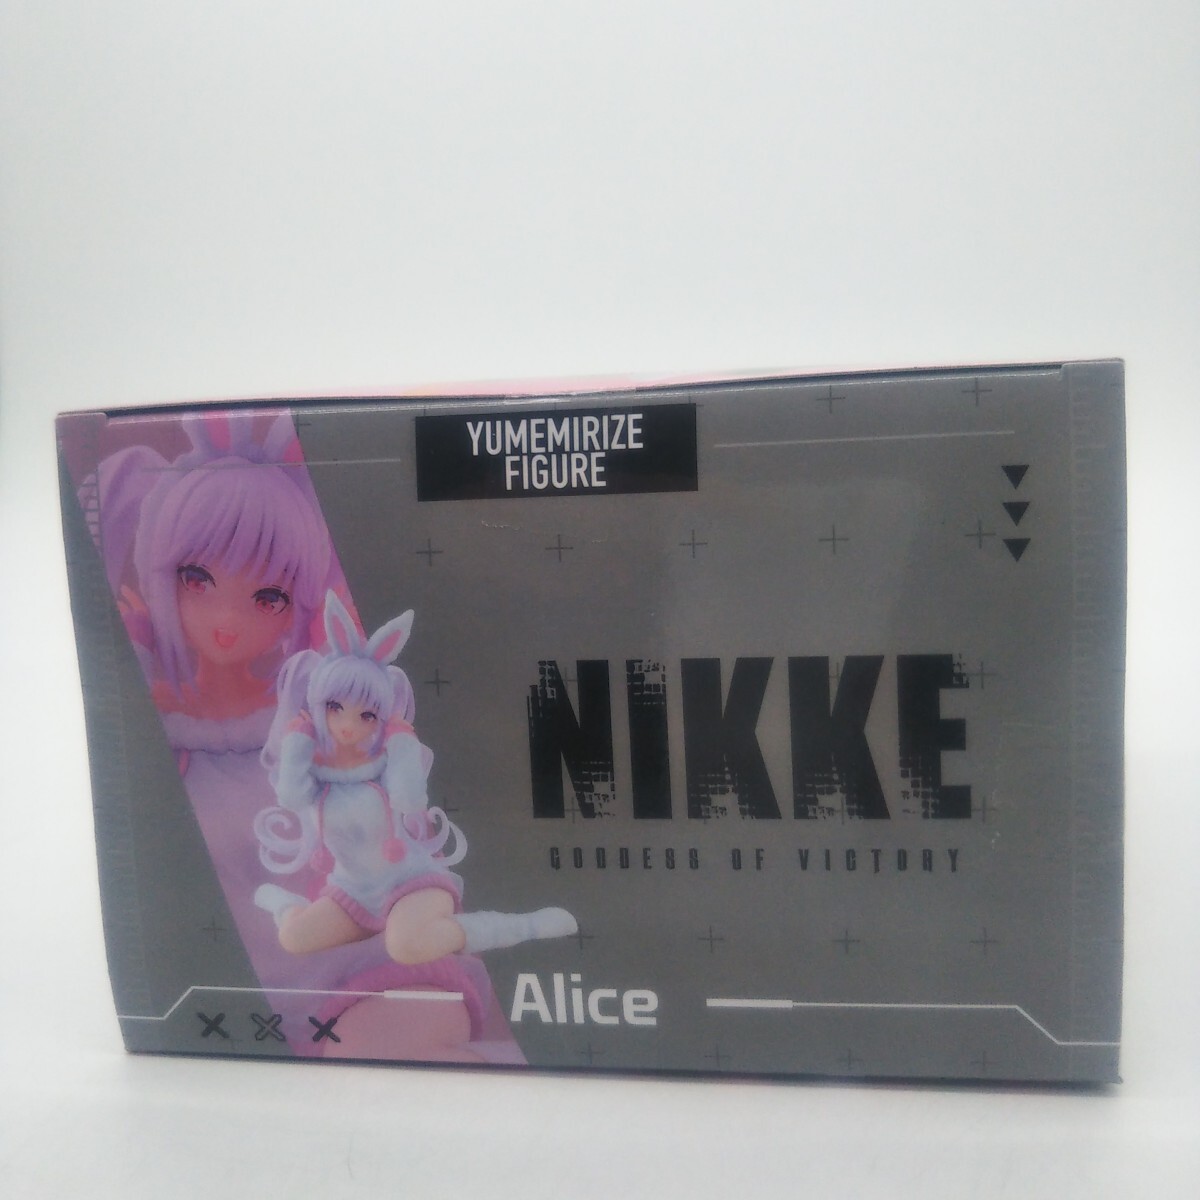 YUMEMIRIZE
FIGURE
NIKKE
GODDESS OF VICTORY
Alice